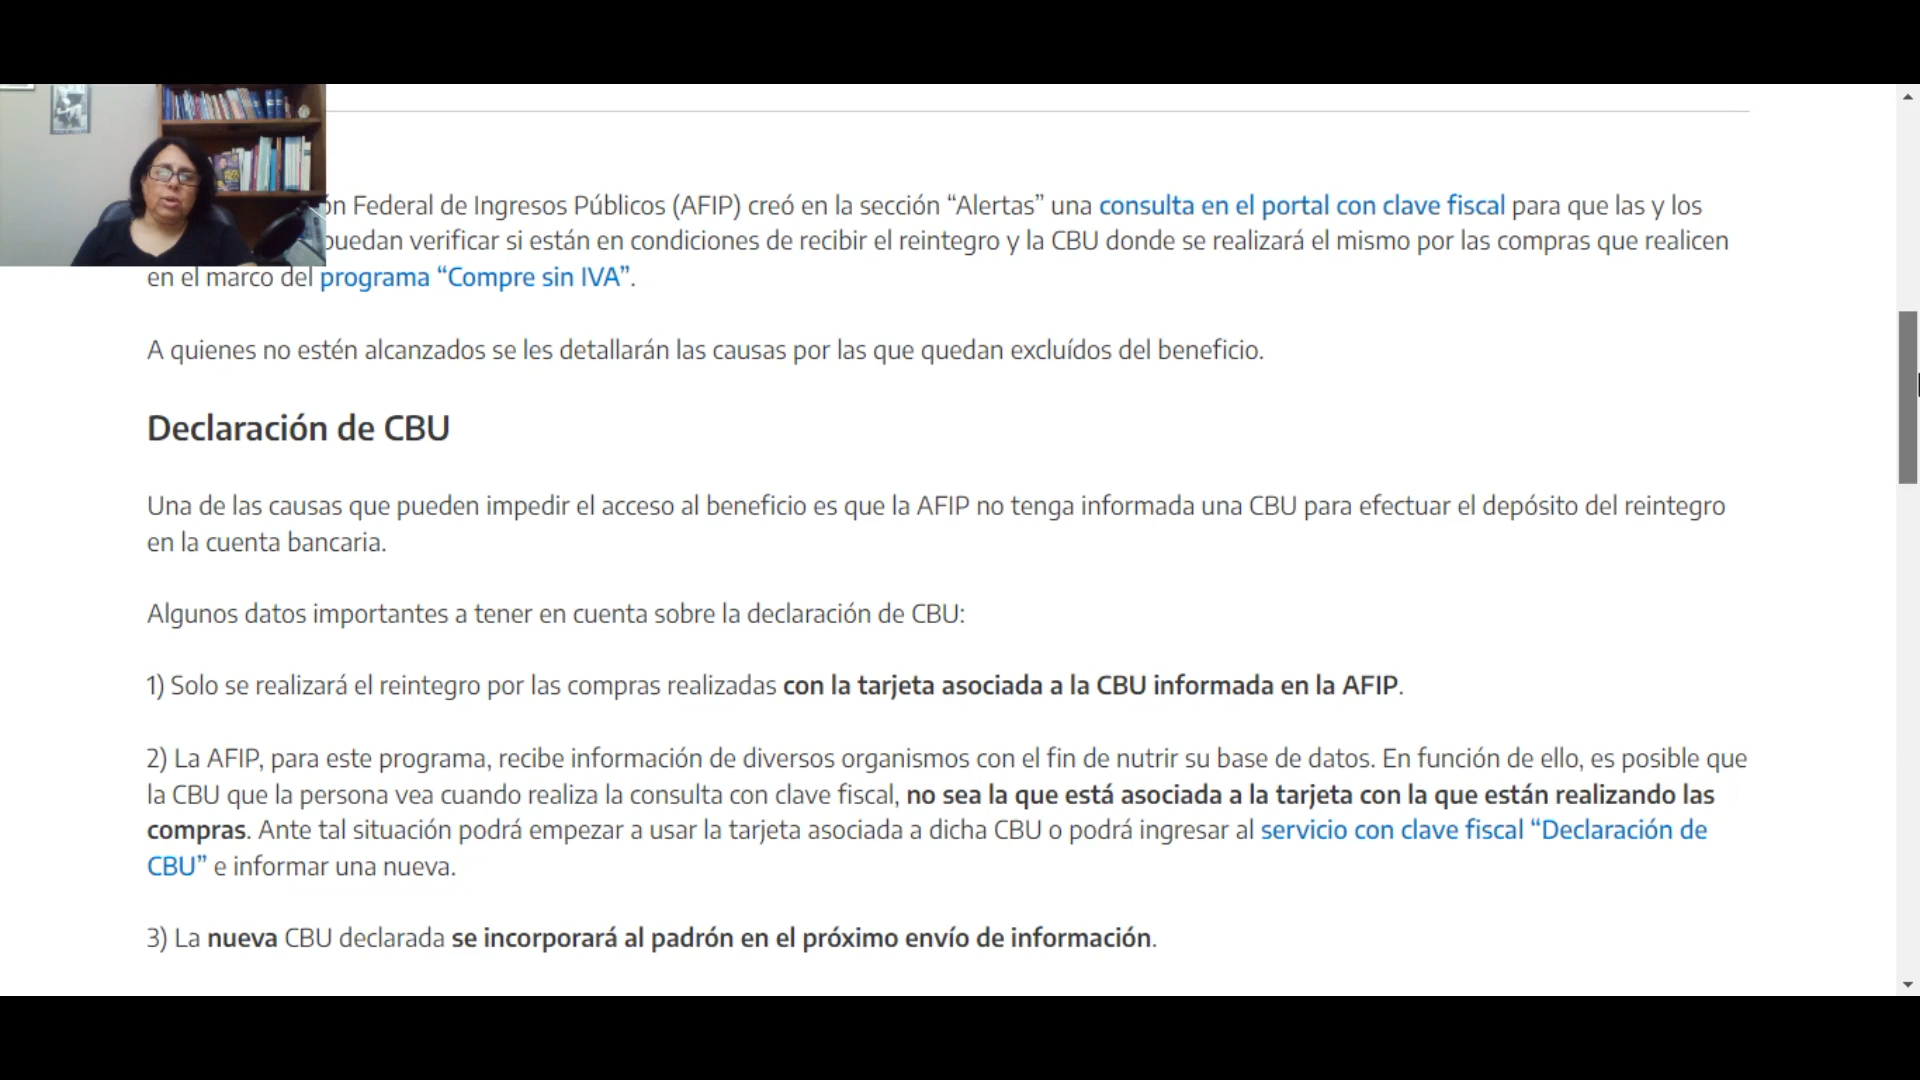 ón Federal de Ingresos Públicos (AFIP) creó en la sección “Alertas” una consulta en el portal con clave fiscal para que las y los
puedan verificar si están en condiciones de recibir el reintegro y la CBU donde se realizará el mismo por las compras que realicen
en el marco del programa “Compre sin IVA”.
A quienes no estén alcanzados se les detallarán las causas por las que quedan excluídos del beneficio.
Declaración de CBU
Una de las causas que pueden impedir el acceso al beneficio es que la AFIP no tenga informada una CBU para efectuar el depósito del reintegro
en la cuenta bancaria.
Algunos datos importantes a tener en cuenta sobre la declaración de CBU:
1) Solo se realizará el reintegro por las compras realizadas con la tarjeta asociada a la CBU informada en la AFIP.
2) La AFIP, para este programa, recibe información de diversos organismos con el fin de nutrir su base de datos. En función de ello, es posible que
la CBU que la persona vea cuando realiza la consulta con clave fiscal, no sea la que está asociada a la tarjeta con la que están realizando las
compras. Ante tal situación podrá empezar a usar la tarjeta asociada a dicha CBU o podrá ingresar al servicio con clave fiscal “Declaración de
CBU” e informar una nueva.
3) La nueva CBU declarada se incorporará al padrón en el próximo envío de información.